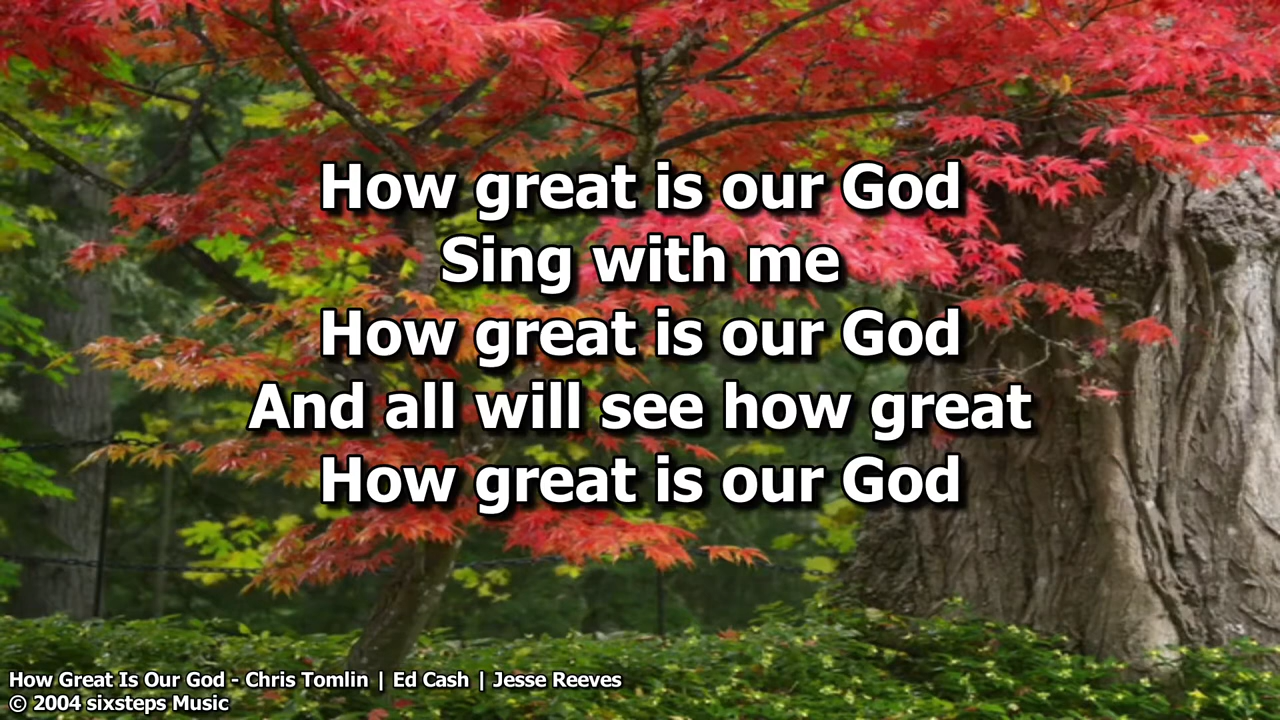 How great is our God
Sing with me
How great is our God
And all will see how great
How great is our God
How Great Is Our God - Chris Tomlin | Ed Cash | Jesse Reeves
© 2004 sixsteps Music